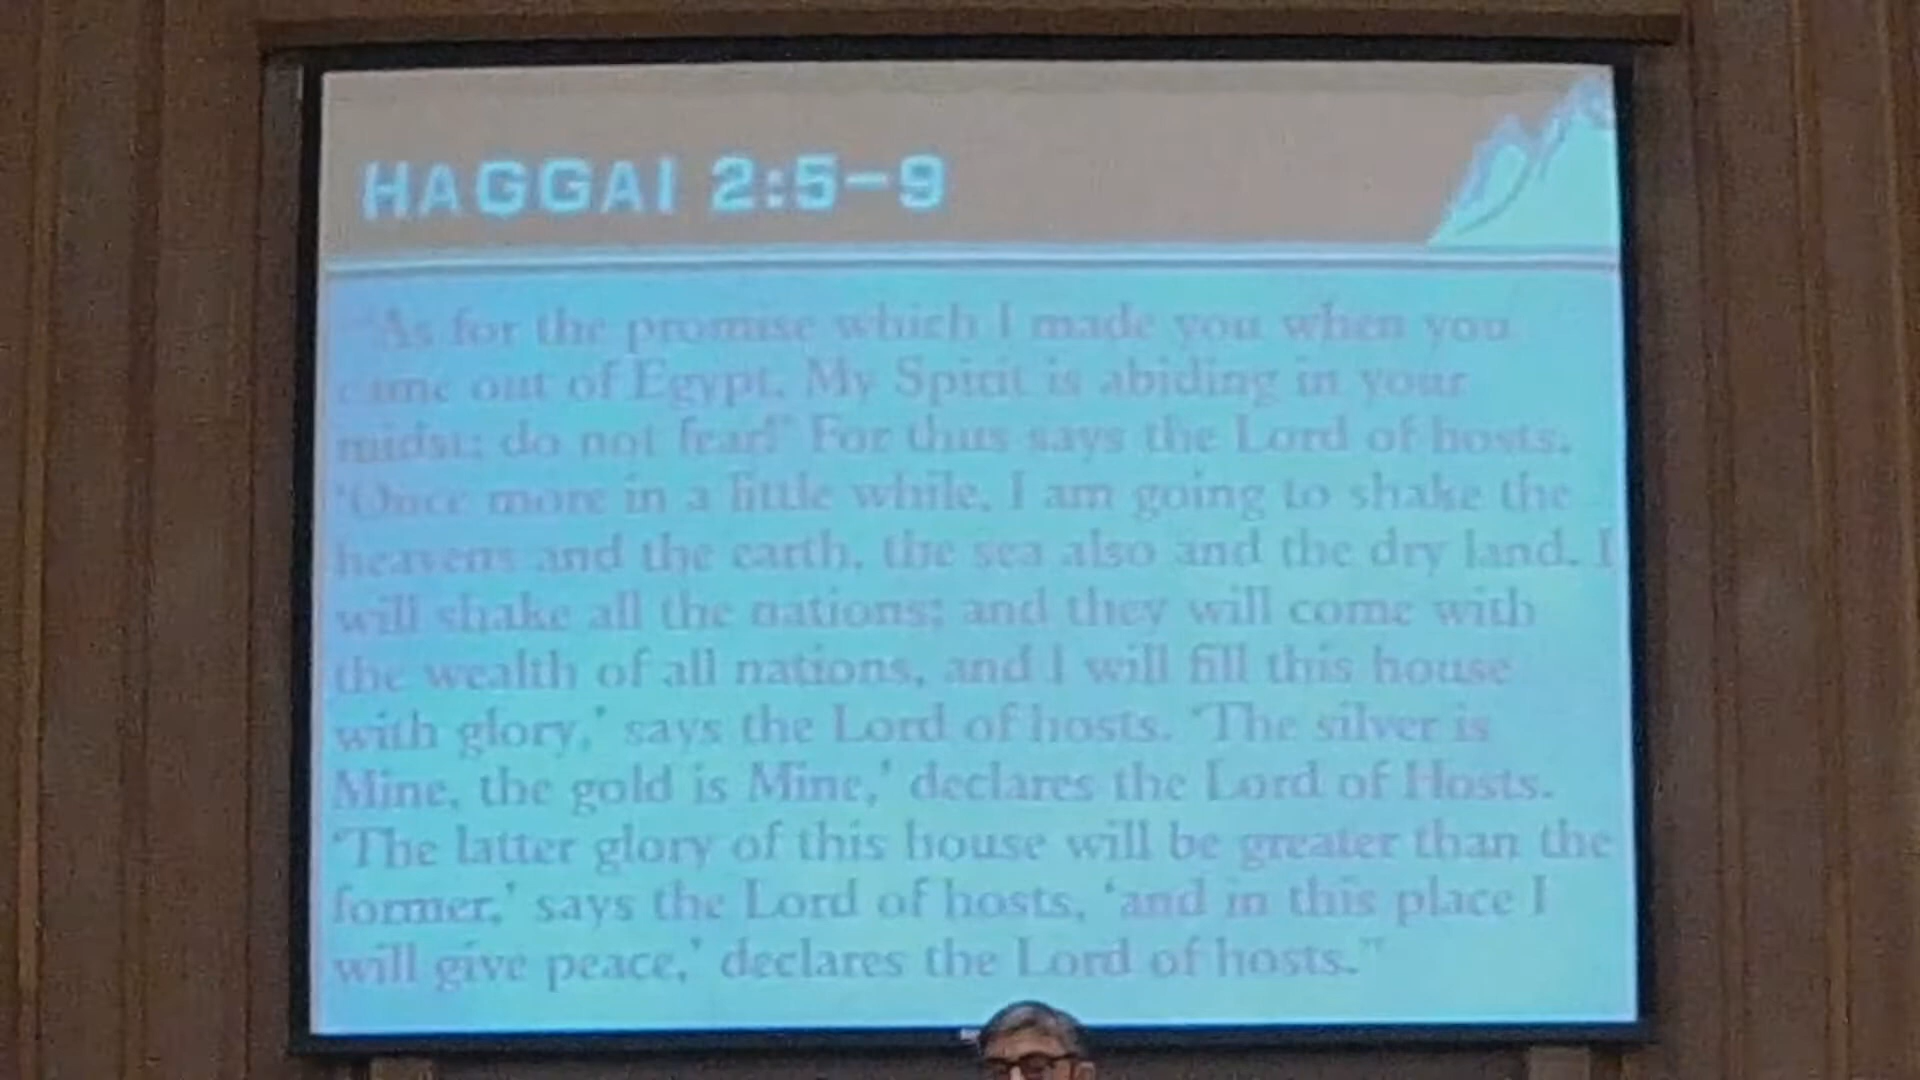 HAGGAI 2:5-9
"As for the promise which I made you when you
came out of Egypt, My Spirit is abiding in your
midst; do not fear!" For thus says the Lord of hosts,
'Once more in a little while, I am going to shake the
heavens and the earth, the sea also and the dry land. I
will shake all the nations; and they will come with
the wealth of all nations, and I will fill this house
with glory,' says the Lord of hosts. 'The silver is
Mine, the gold is Mine,' declares the Lord of Hosts.
'The latter glory of this house will be greater than the
former,' says the Lord of hosts, 'and in this place I
will give peace,' declares the Lord of hosts."